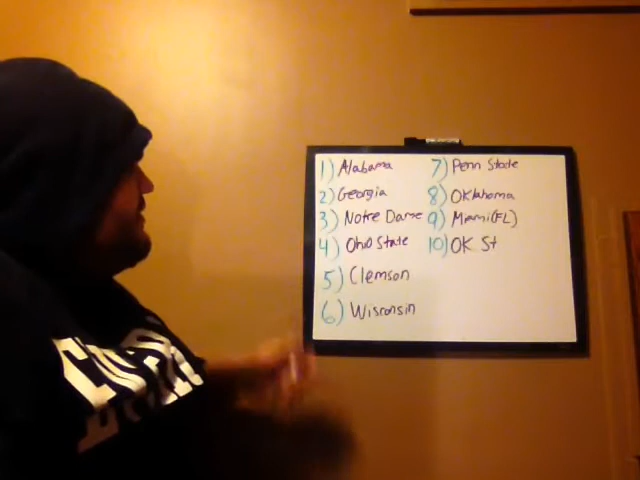 1) Alabama
2) Georgia
3) Notre Dame
4) Ohio State
5) Clemson
6) Wisconsin
7) Penn State
8) Oklahoma
9) Miami(FL)
10) OK St